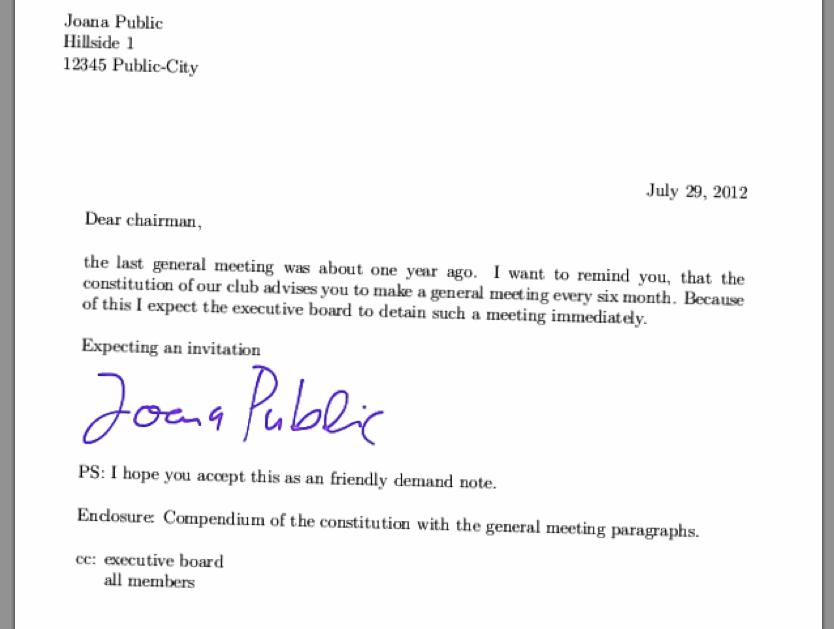 Joana Public
Hillside 1
12345 Public-City
July 29, 2012
Dear chairman,
the last general meeting was about one year ago. I want to remind you, that the
constitution of our club advises you to make a general meeting every six month. Because
of this I expect the executive board to detain such a meeting immediately.
Expecting an invitation
Joana Public
PS: I hope you accept this as an friendly demand note.
Enclosure: Compendium of the constitution with the general meeting paragraphs.
cc: executive board
all members